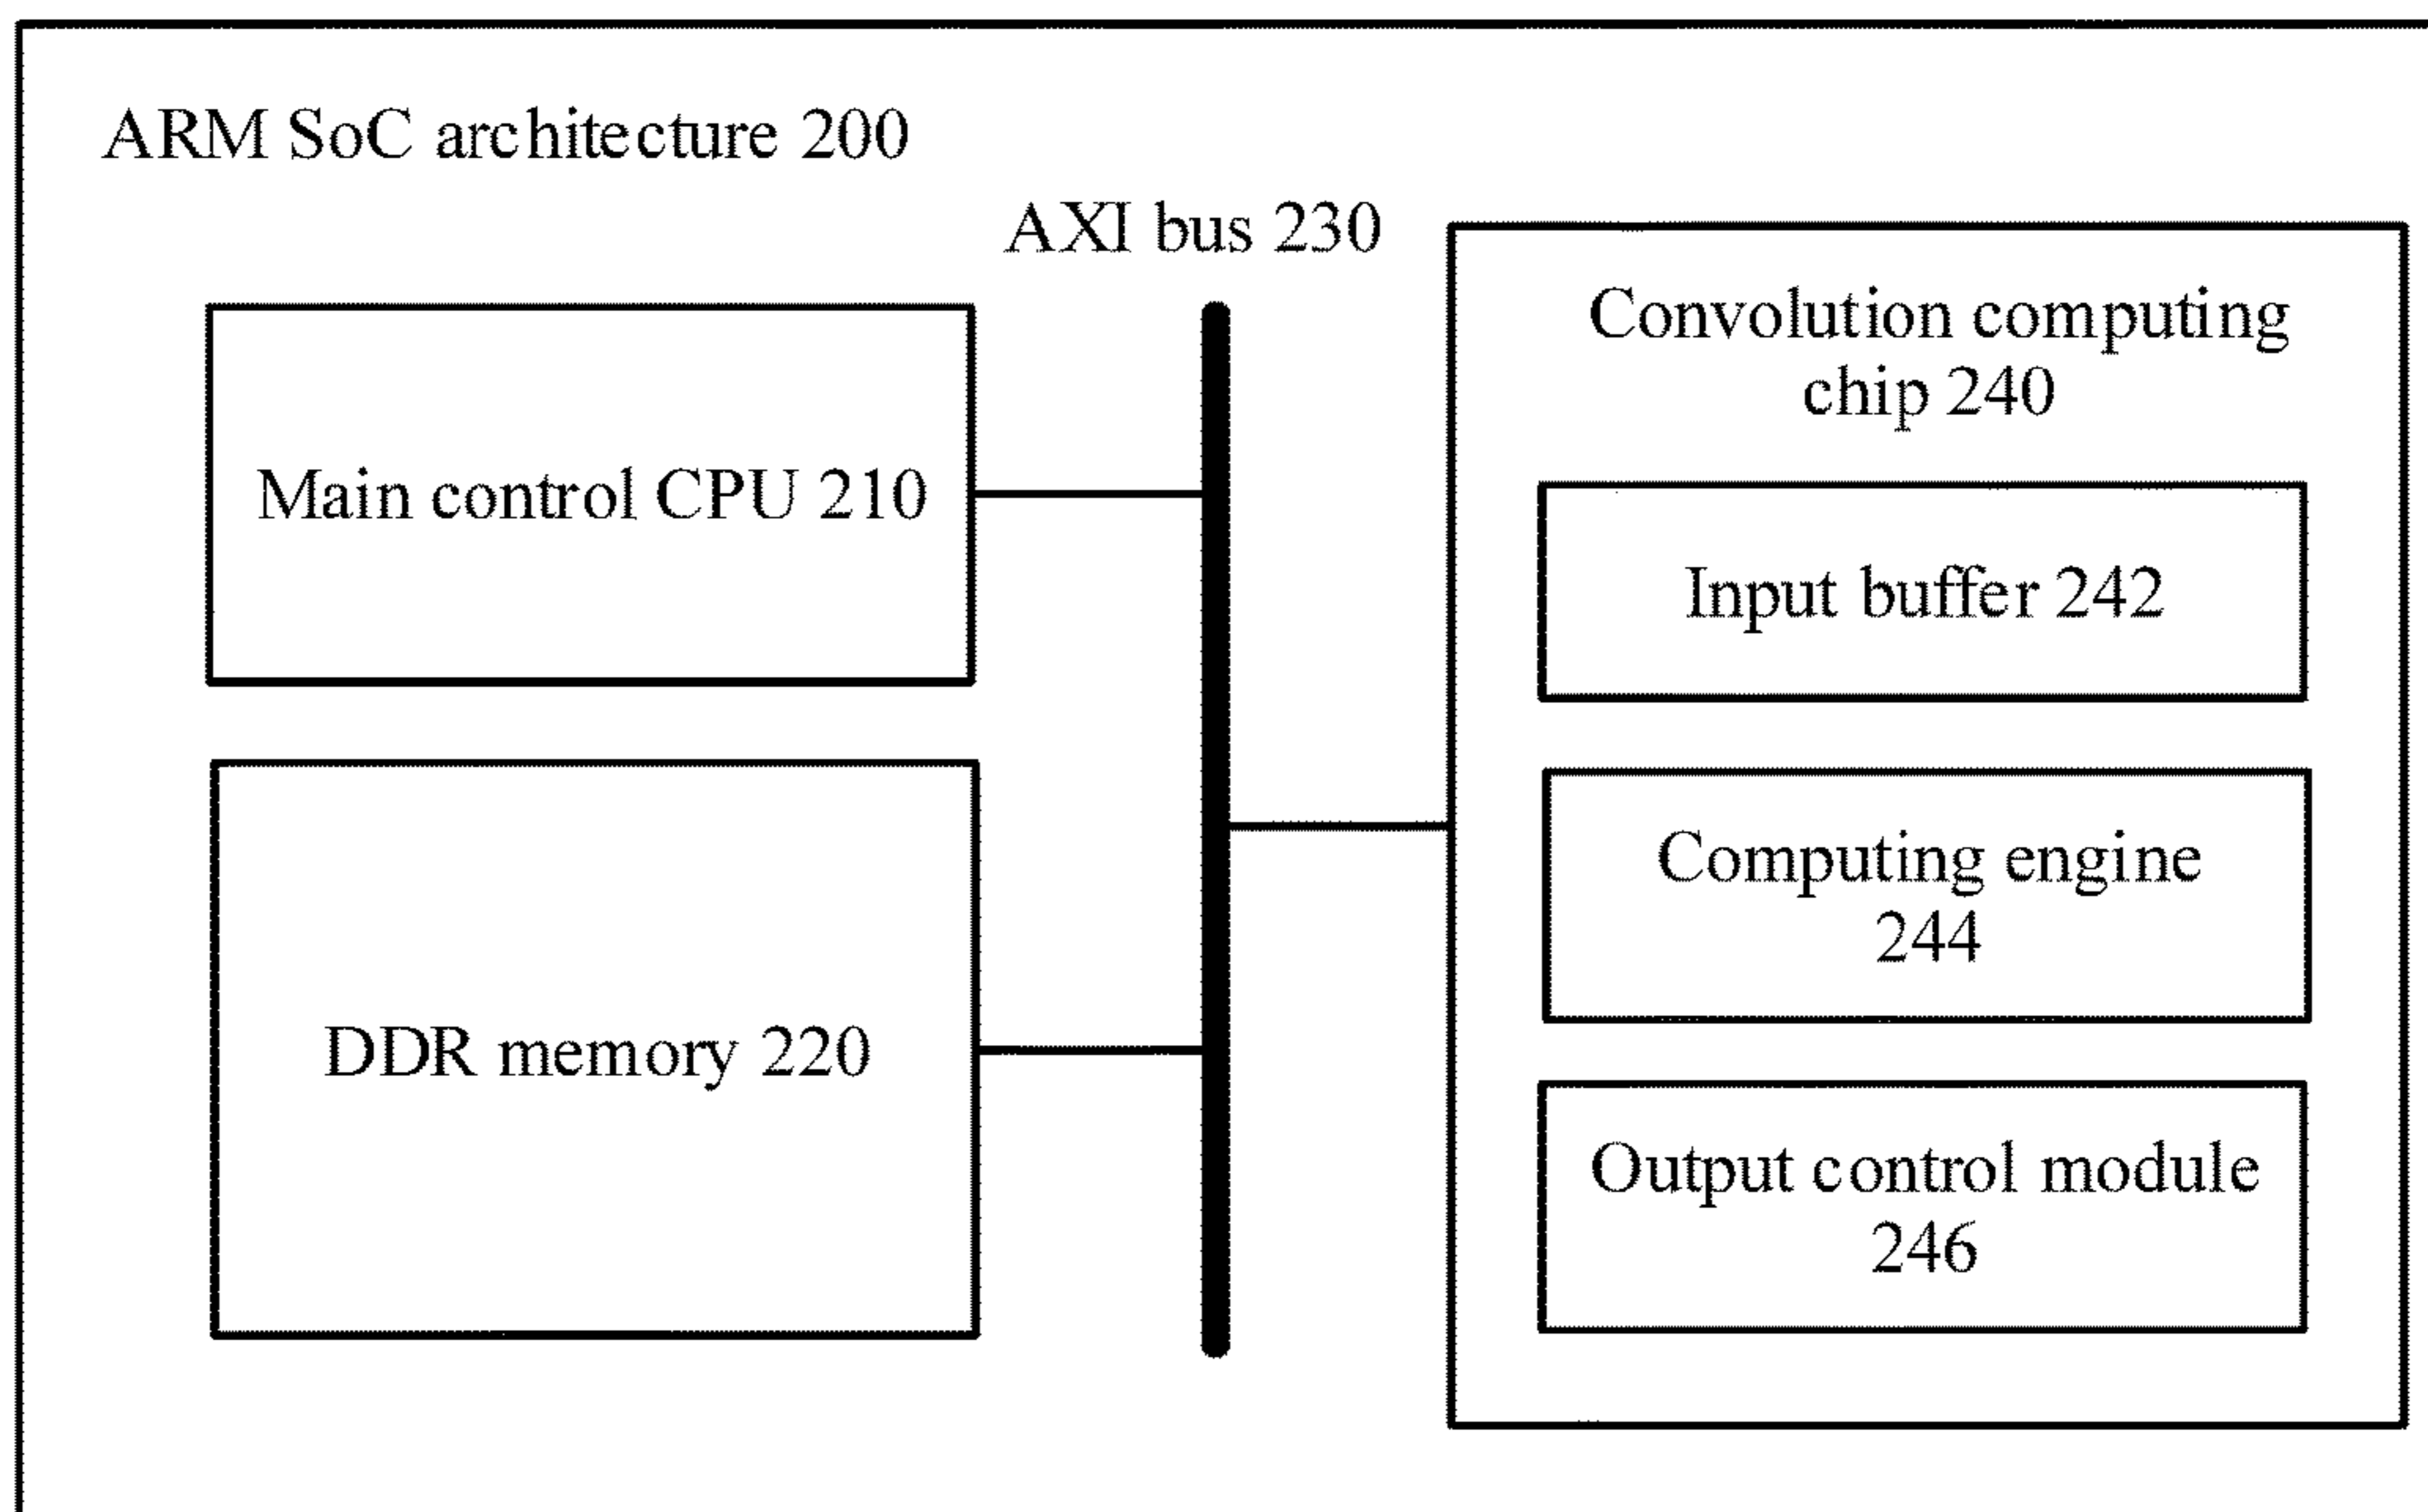 ARM SoC architecture 200
AXI bus 230
Main control CPU 210
DDR memory 220
Convolution computing
chip 240
Input buffer 242
Computing engine
244
Output control module
246